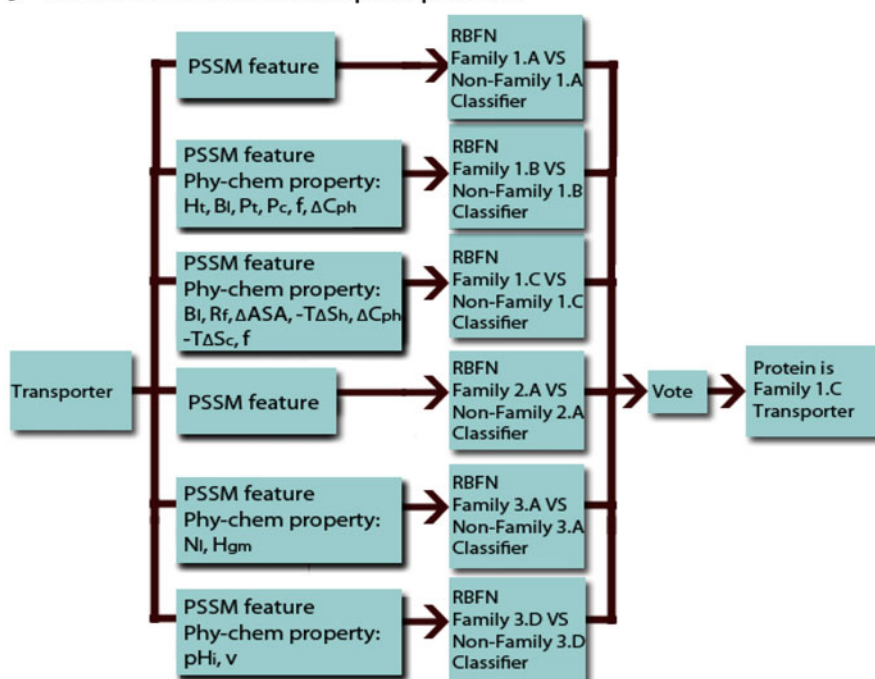 PSSM feature
RBFN
Family 1.A VS
Non-Family 1.A
Classifier
PSSM feature
Phy-chem property:
Ht, Bl, Pt, Pc, f, ΔCph
RBFN
Family 1.B VS
Non-Family 1.B
Classifier
PSSM feature
Phy-chem property:
Bl, Rf, ΔASA, -TΔSh, ΔCph
-TΔSc, f
RBFN
Family 1.C VS
Non-Family 1.C
Classifier
Transporter
PSSM feature
RBFN
Family 2.A VS
Non-Family 2.A
Classifier
Vote
Protein is
Family 1.C
Transporter
PSSM feature
Phy-chem property:
Nl, Hgm
RBFN
Family 3.A VS
Non-Family 3.A
Classifier
PSSM feature
Phy-chem property:
pHi, v
RBFN
Family 3.D VS
Non-Family 3.D
Classifier